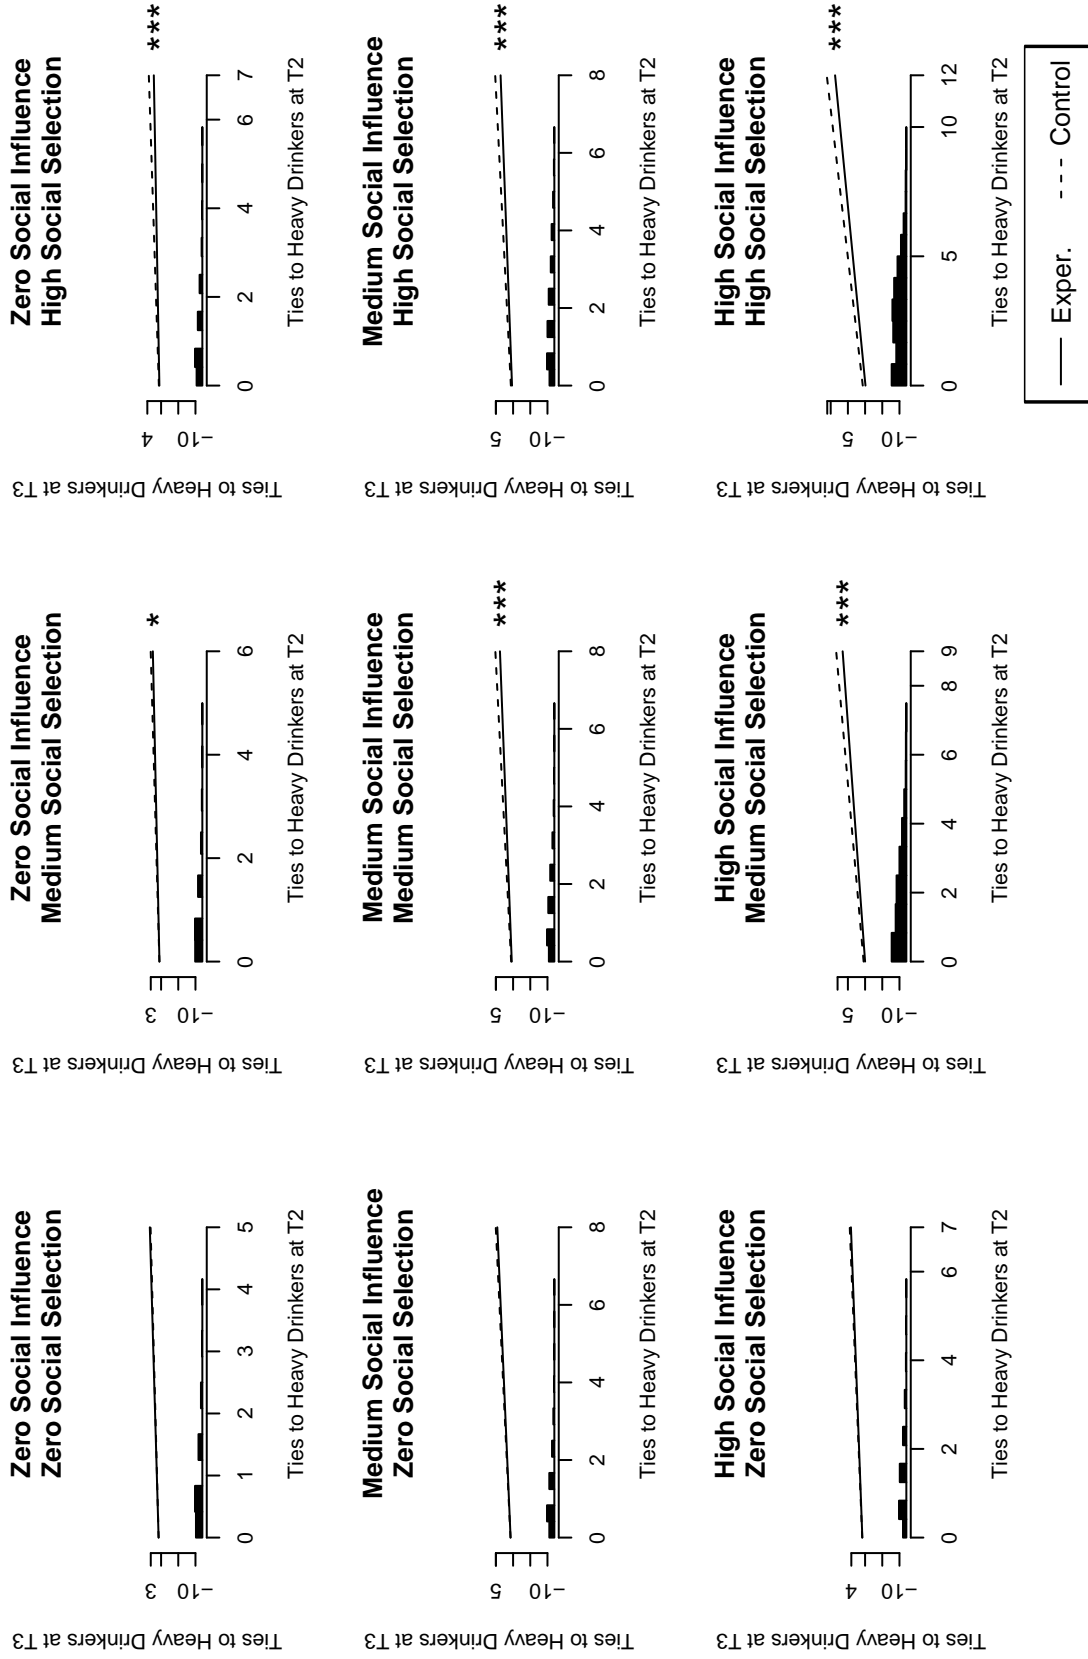 Zero Social Influence
Zero Social Selection
Ties to Heavy Drinkers at T3
3
−10
0 1 2 3 4 5
Ties to Heavy Drinkers at T2
Zero Social Influence
Medium Social Selection
Ties to Heavy Drinkers at T3
3
−10
*
0 2 4 6
Ties to Heavy Drinkers at T2
Zero Social Influence
High Social Selection
Ties to Heavy Drinkers at T3
4
−10
***
0 2 4 6 7
Ties to Heavy Drinkers at T2
Medium Social Influence
Zero Social Selection
Ties to Heavy Drinkers at T3
5
−10
0 2 4 6 8
Ties to Heavy Drinkers at T2
Medium Social Influence
Medium Social Selection
Ties to Heavy Drinkers at T3
5
−10
***
0 2 4 6 8
Ties to Heavy Drinkers at T2
Medium Social Influence
High Social Selection
Ties to Heavy Drinkers at T3
5
−10
***
0 2 4 6 8
Ties to Heavy Drinkers at T2
High Social Influence
Zero Social Selection
Ties to Heavy Drinkers at T3
4
−10
0 2 4 6 7
Ties to Heavy Drinkers at T2
High Social Influence
Medium Social Selection
Ties to Heavy Drinkers at T3
5
−10
***
0 2 4 6 8 9
Ties to Heavy Drinkers at T2
High Social Influence
High Social Selection
Ties to Heavy Drinkers at T3
5
−10
***
0 5 10 12
Ties to Heavy Drinkers at T2
Exper. Control